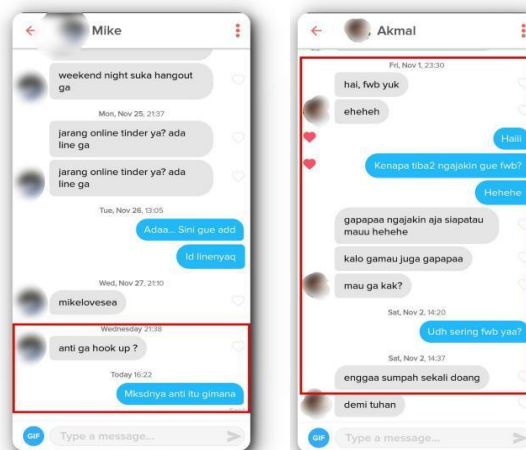 Mike
weekend night suka hangout
ga
Mon, Nov 25, 21:37
jarang online tinder ya? ada
line ga
jarang online tinder ya? ada
line ga
Tue, Nov 26, 13:05
Adaa... Sini gue add
Id linenyaq
Wed, Nov 27, 21:10
mikelovesea
Wednesday 21:38
anti ga hook up ?
Today 16:22
Mksdnya anti itu gimana
GIF
Type a message...
Akmal
Fri, Nov 1, 23:30
hai, fwb yuk
eheheh
Haiii
Kenapa tiba2 ngajakin gue fwb?
Hehehe
gapapaa ngajakin aja siapatau
mauu hehehe
kalo gamau juga gapapaa
mau ga kak?
Sat, Nov 2, 14:20
Udh sering fwb yaa?
Sat, Nov 2, 14:37
enggaa sumpah sekali doang
demi tuhan
GIF
Type a message...